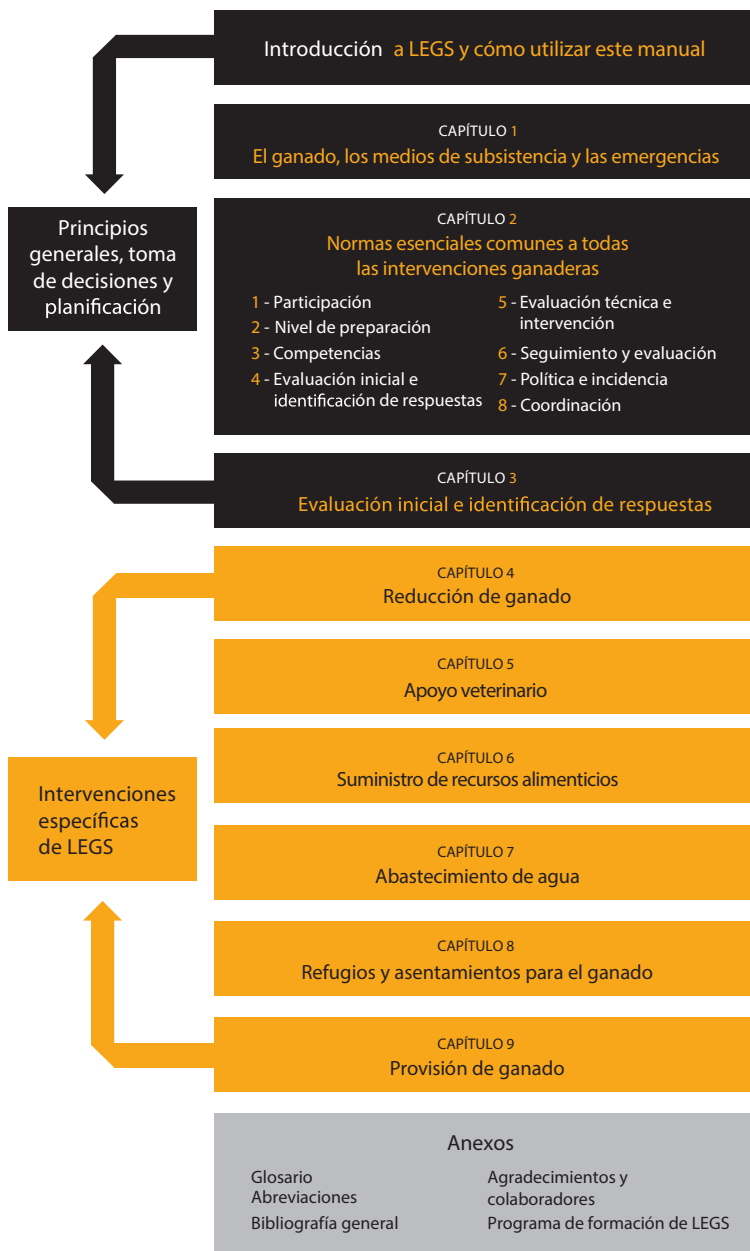 Introducción a LEGS y cómo utilizar este manual
CAPÍTULO 1
El ganado, los medios de subsistencia y las emergencias
Principios
generales, toma
de decisiones y
planificación
CAPÍTULO 2
Normas esenciales comunes a todas
las intervenciones ganaderas
1 - Participación
2 - Nivel de preparación
3 - Competencias
4 - Evaluación inicial e
identificación de respuestas
5 - Evaluación técnica e
intervención
6 - Seguimiento y evaluación
7 - Política e incidencia
8 - Coordinación
CAPÍTULO 3
Evaluación inicial e identificación de respuestas
CAPÍTULO 4
Reducción de ganado
CAPÍTULO 5
Apoyo veterinario
CAPÍTULO 6
Suministro de recursos alimenticios
Intervenciones
específicas
de LEGS
CAPÍTULO 7
Abastecimiento de agua
CAPÍTULO 8
Refugios y asentamientos para el ganado
CAPÍTULO 9
Provisión de ganado
Anexos
Glosario
Abreviaciones
Bibliografía general
Agradecimientos y
colaboradores
Programa de formación de LEGS